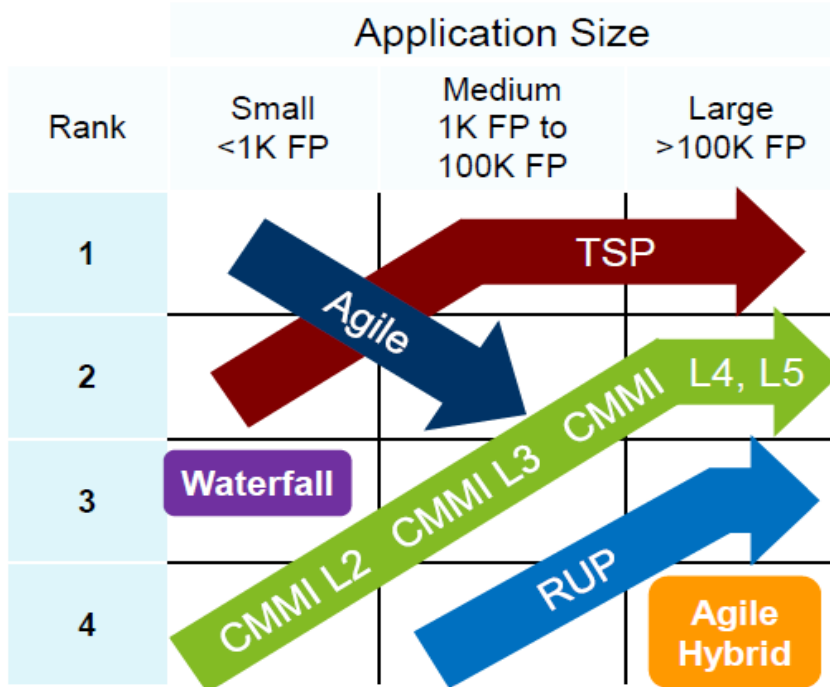 Application Size
Rank
Small
<1K FP
Medium
1K FP to
100K FP
Large
>100K FP
1
TSP
Agile
2
L4, L5
CMMI
3
Waterfall
CMMI L3
CMMI L2
4
RUP
Agile
Hybrid